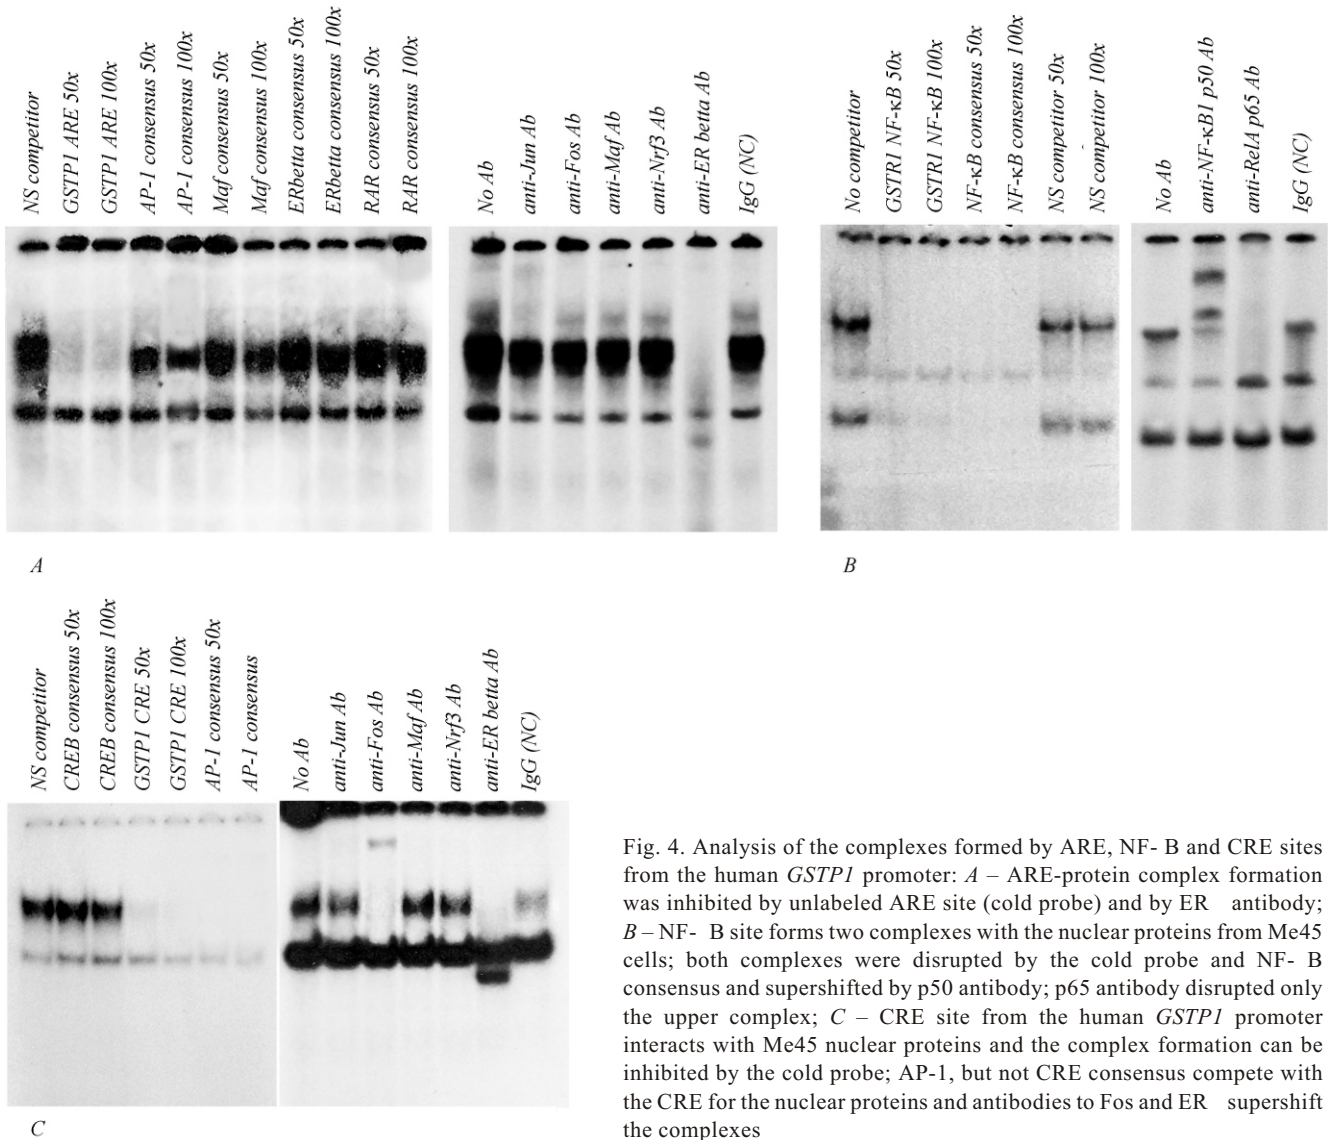 NS competitor
GSTP1 ARE 50x
GSTP1 ARE 100x
AP-1 consensus 50x
AP-1 consensus 100x
Maf consensus 50x
Maf consensus 100x
ERbetta consensus 50x
ERbetta consensus 100x
RAR consensus 50x
RAR consensus 100x
No Ab
anti-Jun Ab
anti-Fos Ab
anti-Maf Ab
anti-Nrf3 Ab
anti-ER betta Ab
IgG (NC)
A
No competitor
GSTR1 NF-κB 50x
GSTR1 NF-κB 100x
NF-κB consensus 50x
NF-κB consensus 100x
NS competitor 50x
NS competitor 100x
No Ab
anti-NF-κB1 p50 Ab
anti-RelA p65 Ab
IgG (NC)
B
NS competitor
CREB consensus 50x
CREB consensus 100x
GSTP1 CRE 50x
GSTP1 CRE 100x
AP-1 consensus 50x
AP-1 consensus
No Ab
anti-Jun Ab
anti-Fos Ab
anti-Maf Ab
anti-Nrf3 Ab
anti-ER betta Ab
IgG (NC)
C
Fig. 4. Analysis of the complexes formed by ARE, NF- B and CRE sites
from the human GSTP1 promoter: A – ARE-protein complex formation
was inhibited by unlabeled ARE site (cold probe) and by ER antibody;
B – NF- B site forms two complexes with the nuclear proteins from Me45
cells; both complexes were disrupted by the cold probe and NF- B
consensus and supershifted by p50 antibody; p65 antibody disrupted only
the upper complex; C – CRE site from the human GSTP1 promoter
interacts with Me45 nuclear proteins and the complex formation can be
inhibited by the cold probe; AP-1, but not CRE consensus compete with
the CRE for the nuclear proteins and antibodies to Fos and ER supershift
the complexes